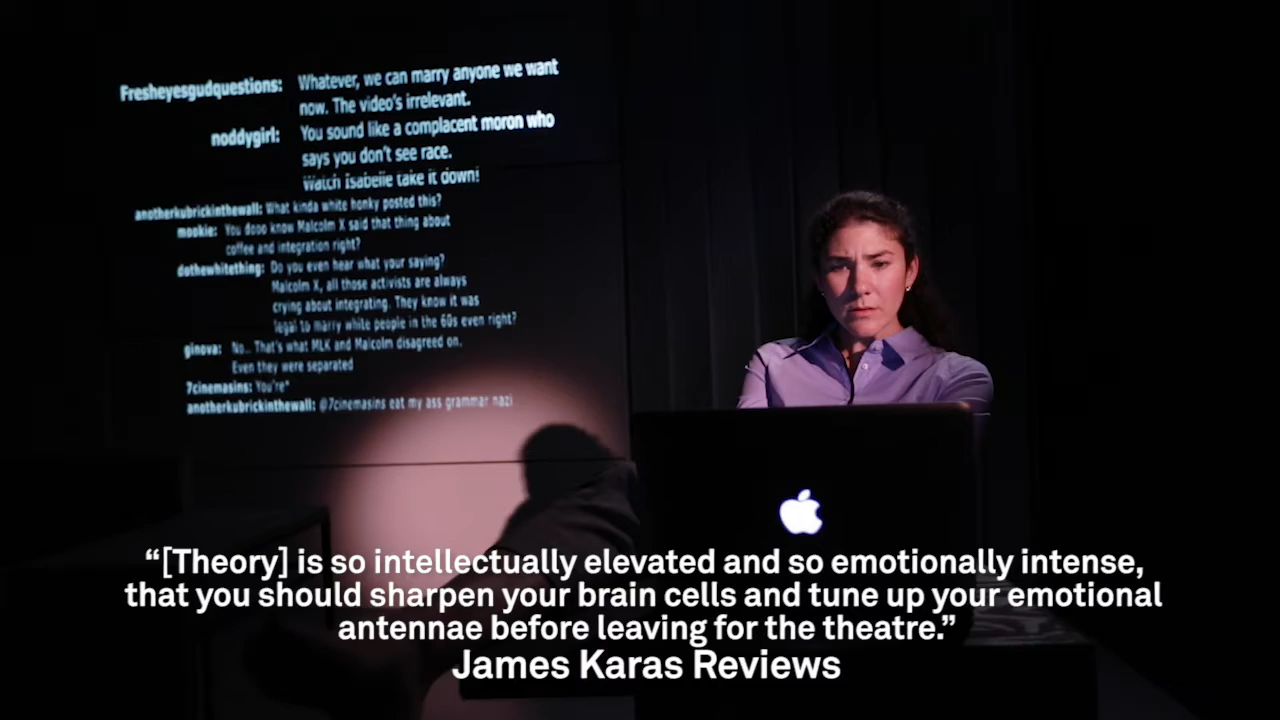 Fresheyesgudquestions: Whatever, we can marry anyone we want
now. The video's irrelevant.
noddygirl: You sound like a complacent moron who
says you don't see race.
Watch Isabelle take it down!
anotherkubrickinthewall: What kinda white honky posted this?
mookie: You dooo know Malcolm X said that thing about
coffee and integration right?
dothewhitething: Do you even hear what your saying?
Malcolm X, all those activists are always
crying about integrating. They know it was
legal to marry white people in the 60s even right?
ginova: No.. That's what MLK and Malcolm disagreed on.
Even they were separated
7cinemasins: You're*
anotherkubrickinthewall: @7cinemasins eat my ass grammar nazi
“[Theory] is so intellectually elevated and so emotionally intense,
that you should sharpen your brain cells and tune up your emotional
antennae before leaving for the theatre.”
James Karas Reviews